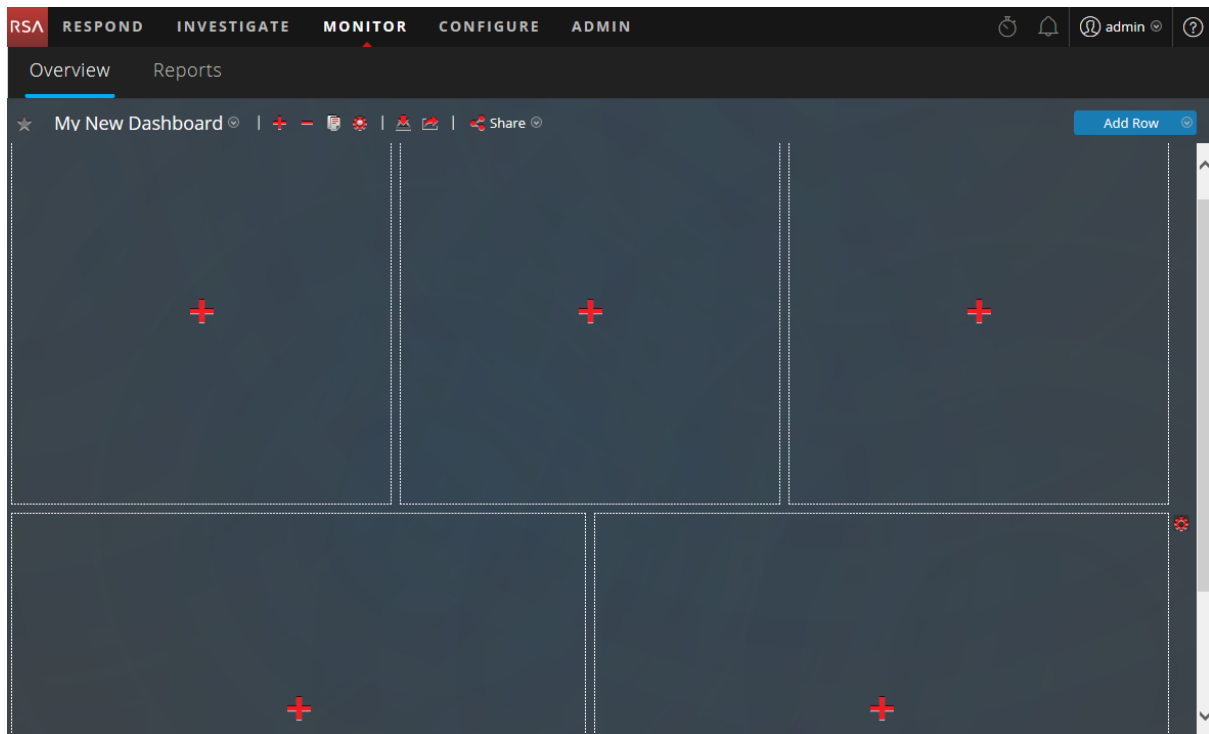 RSA RESPOND INVESTIGATE MONITOR CONFIGURE ADMIN admin ?
Overview Reports
My New Dashboard Share Add Row